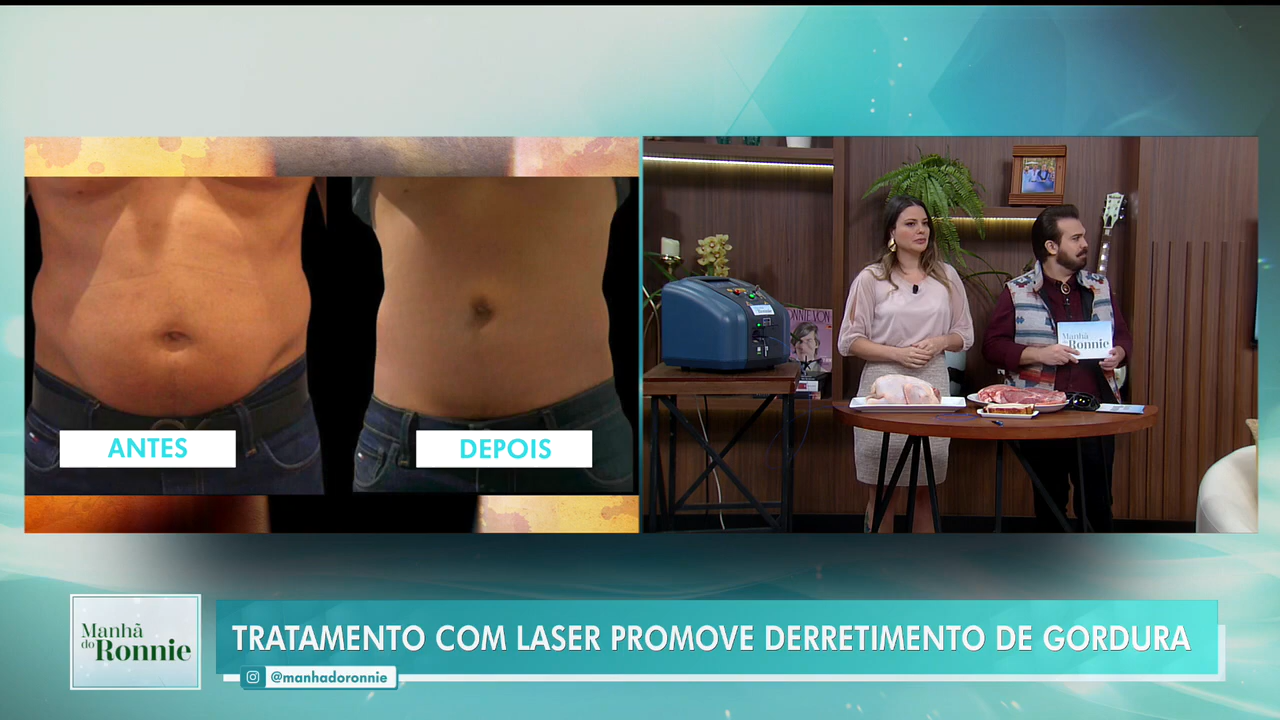 ANTES
DEPOIS
Manhã
do Ronnie
Manhã
do Ronnie
TRATAMENTO COM LASER PROMOVE DERRETIMENTO DE GORDURA
@manhadoronnie